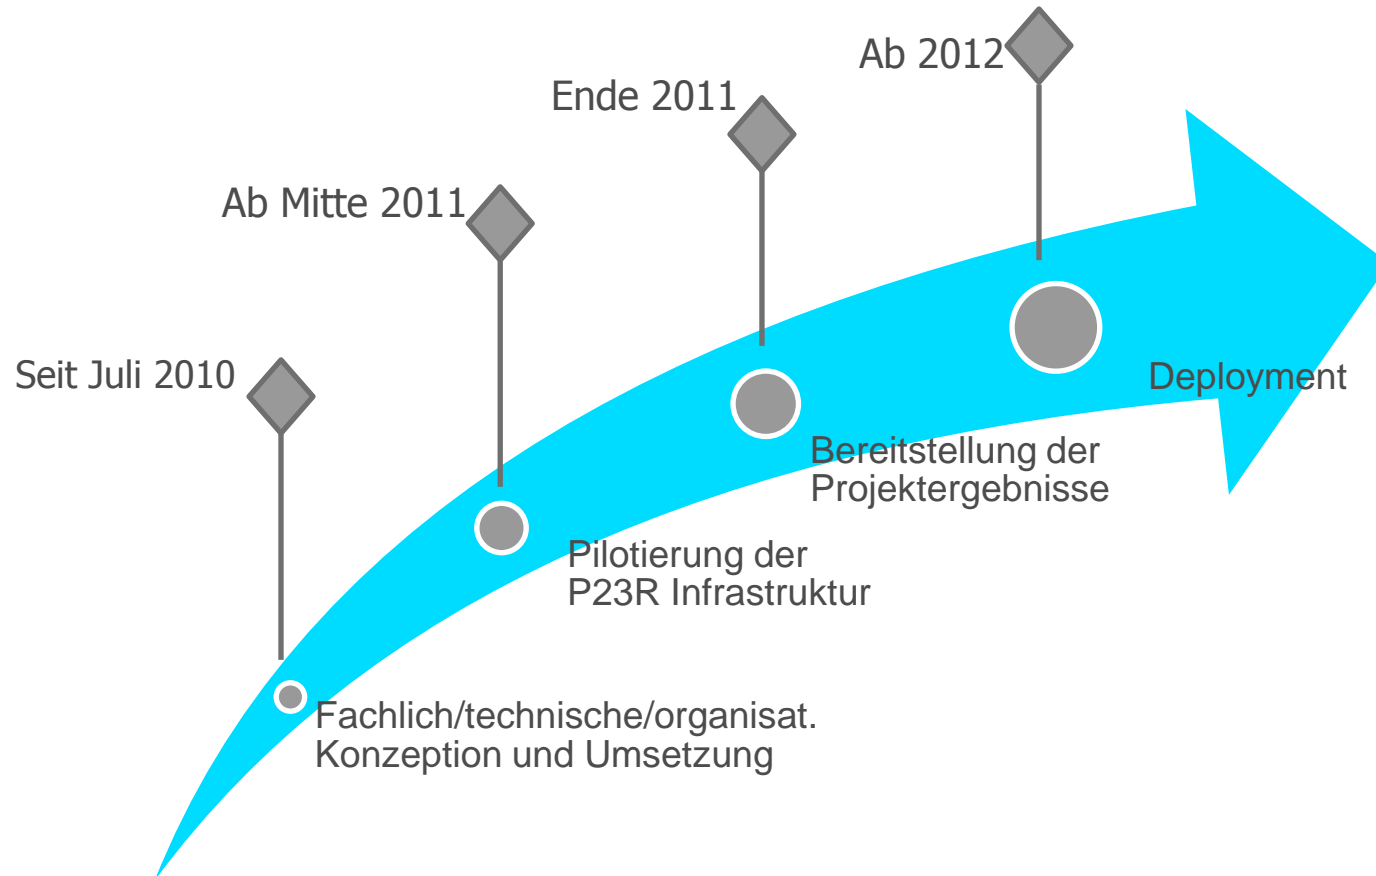 Ab 2012
Ende 2011
Ab Mitte 2011
Seit Juli 2010
Deployment
Bereitstellung der
Projektergebnisse
Pilotierung der
P23R Infrastruktur
Fachlich/technische/organisat.
Konzeption und Umsetzung